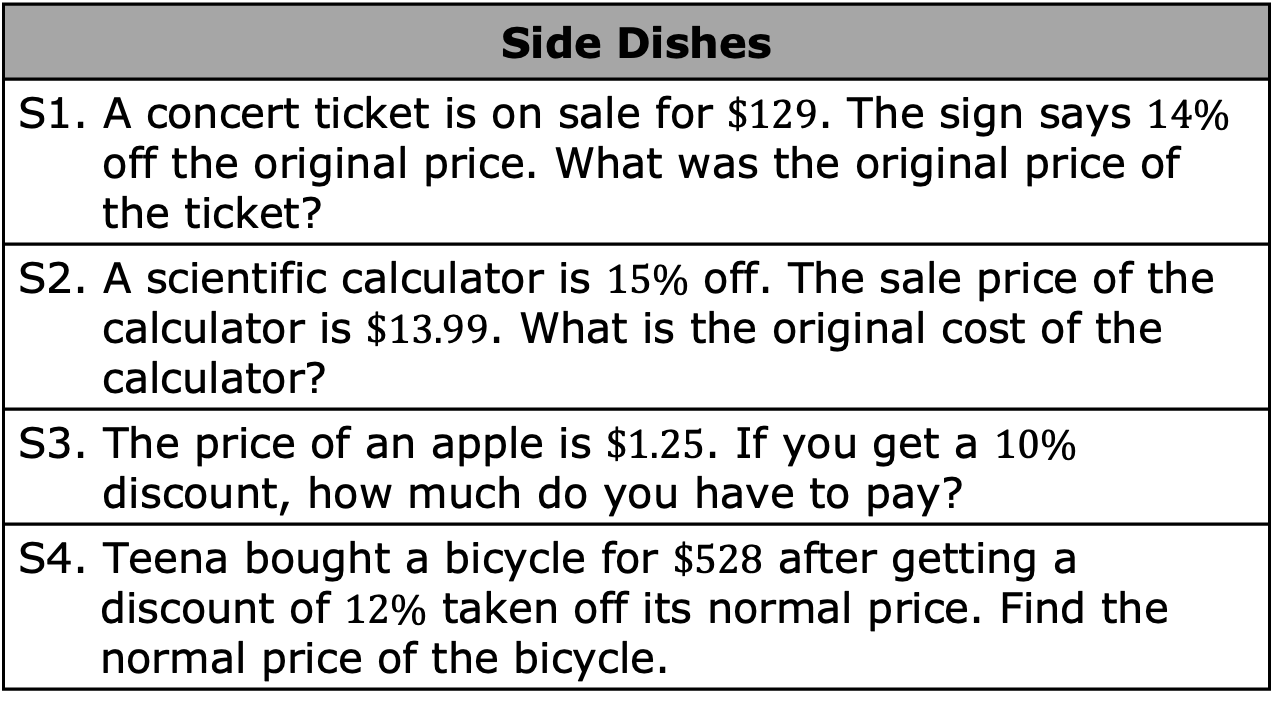 Side Dishes
S1. A concert ticket is on sale for $129. The sign says 14%
off the original price. What was the original price of
the ticket?
S2. A scientific calculator is 15% off. The sale price of the
calculator is $13.99. What is the original cost of the
calculator?
S3. The price of an apple is $1.25. If you get a 10%
discount, how much do you have to pay?
S4. Teena bought a bicycle for $528 after getting a
discount of 12% taken off its normal price. Find the
normal price of the bicycle.